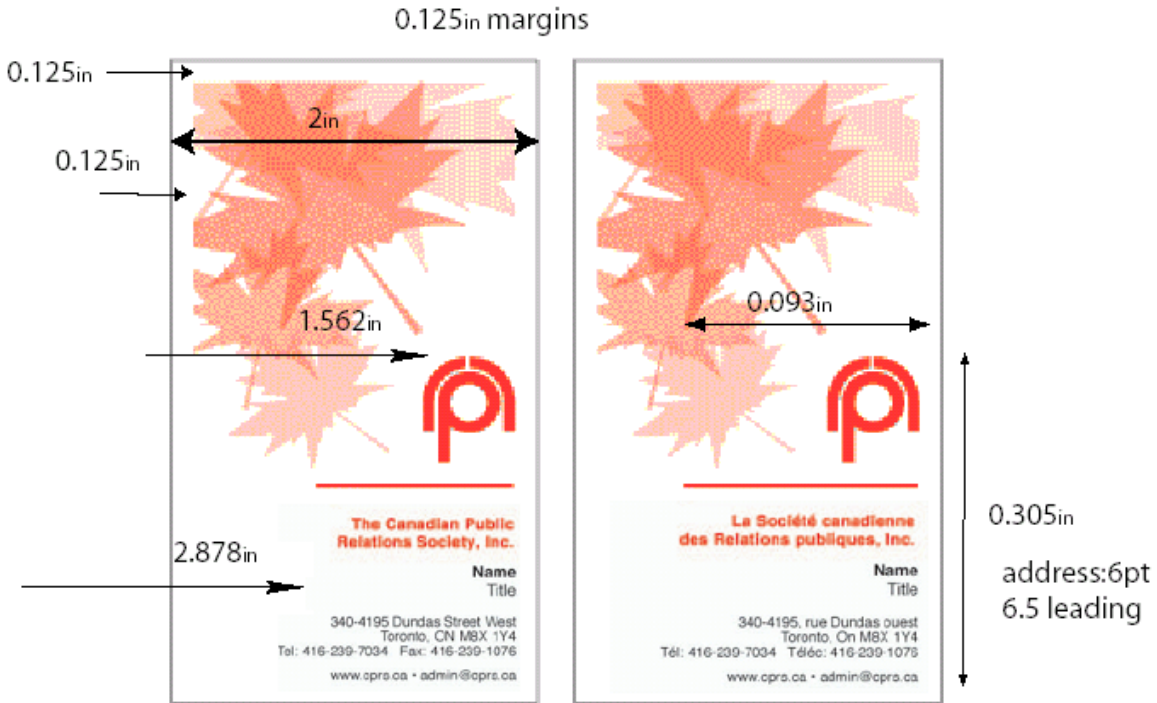 0.125in margins
0.125in
2in
0.125in
1.562in
2.878in
The Canadian Public
Relations Society, Inc.
Name
Title
340-4195 Dundas Street West
Toronto, CN M8X 1Y4
Tel: 416-239-7034 Fax: 416-239-1076
www.cprs.ca • admin@cprs.ca
0.093in
La Société canadienne
des Relations publiques, Inc.
Name
Title
340-4195, rue Dundas ouest
Toronto, On M8X 1Y4
Tél: 416-239-7034 Téléc: 416-239-1076
www.cprs.ca • admin@cprs.ca
0.305in
address:6pt
6.5 leading